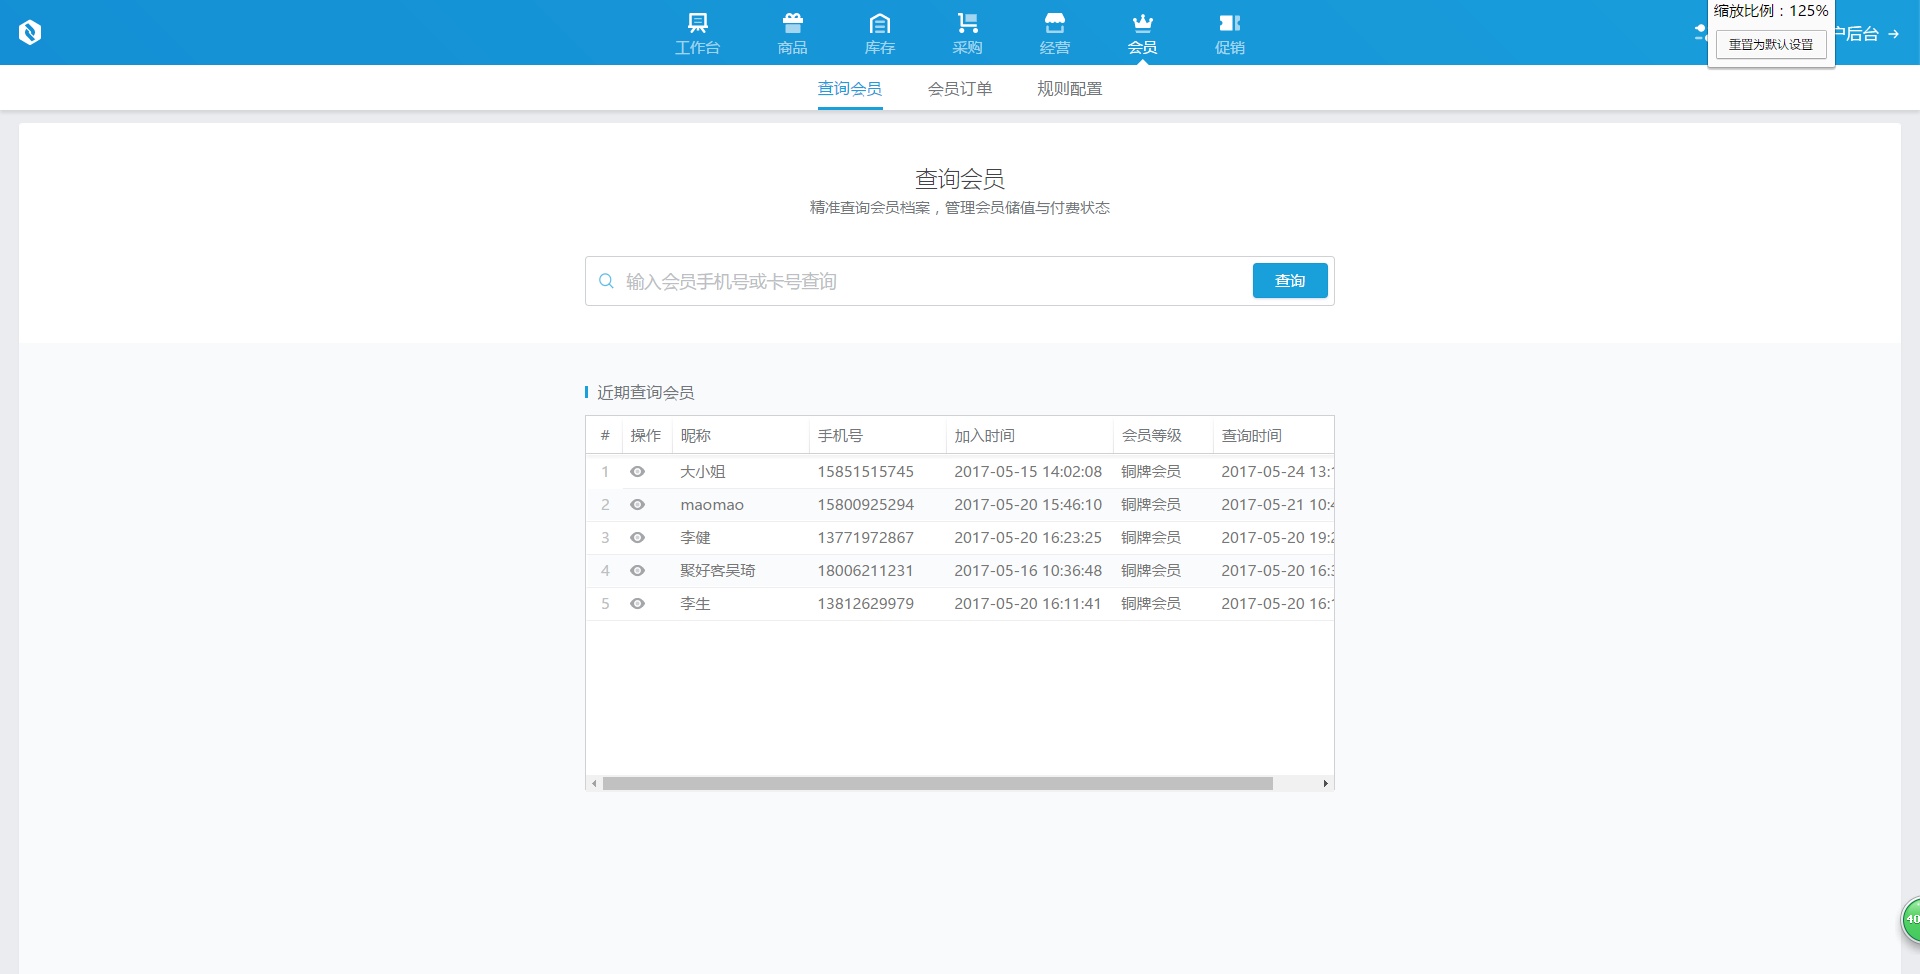 工作台 商品 库存 采购 经营 会员 促销
缩放比例：125%
重置为默认设置
户后台 →
查询会员 会员订单 规则配置
查询会员
精准查询会员档案，管理会员储值与付费状态
输入会员手机号或卡号查询 查询
近期查询会员
# 操作 昵称 手机号 加入时间 会员等级 查询时间
1 大小姐 15851515745 2017-05-15 14:02:08 铜牌会员 2017-05-24 13:1
2 maomao 15800925294 2017-05-20 15:46:10 铜牌会员 2017-05-21 10:4
3 李健 13771972867 2017-05-20 16:23:25 铜牌会员 2017-05-20 19:2
4 聚好客吴琦 18006211231 2017-05-16 10:36:48 铜牌会员 2017-05-20 16:3
5 李生 13812629979 2017-05-20 16:11:41 铜牌会员 2017-05-20 16:1
40